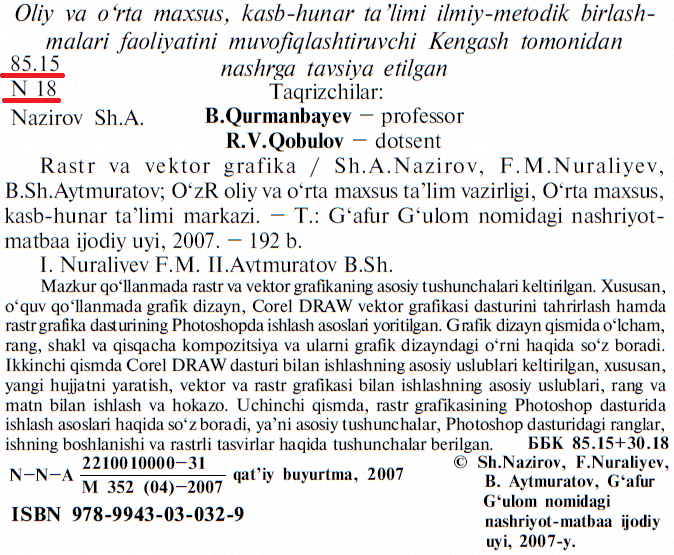 Oliy va o‘rta maxsus, kasb-hunar ta’limi ilmiy-metodik birlash-
malari faoliyatini muvofiqlashtiruvchi Kengash tomonidan
nashrga tavsiya etilgan
85.15
N 18
Taqrizchilar:
Nazirov Sh.A.
B.Qurmanbayev – professor
R.V.Qobulov – dotsent
Rastr va vektor grafika / Sh.A.Nazirov, F.M.Nuraliyev,
B.Sh.Aytmuratov; O‘zR oliy va o‘rta maxsus ta’lim vazirligi, O‘rta maxsus,
kasb-hunar ta’limi markazi. – T.: G‘afur G‘ulom nomidagi nashriyot-
matbaa ijodiy uyi, 2007. – 192 b.
I. Nuraliyev F.M. II.Aytmuratov B.Sh.
Mazkur qo‘llanmada rastr va vektor grafikaning asosiy tushunchalari keltirilgan. Xususan,
o‘quv qo‘llanmada grafik dizayn, Corel DRAW vektor grafikasi dasturini tahrirlash hamda
rastr grafika dasturining Photoshopda ishlash asoslari yoritilgan. Grafik dizayn qismida o‘lcham,
rang, shakl va qisqacha kompozitsiya va ularni grafik dizayndagi o‘rni haqida so‘z boradi.
Ikkinchi qismda Corel DRAW dasturi bilan ishlashning asosiy uslublari keltirilgan, xususan,
yangi hujjatni yaratish, vektor va rastr grafikasi bilan ishlashning asosiy uslublari, rang va
matn bilan ishlash va hokazo. Uchinchi qismda, rastr grafikasining Photoshop dasturida
ishlash asoslari haqida so‘z boradi, ya’ni asosiy tushunchalar, Photoshop dasturidagi ranglar,
ishning boshlanishi va rastrli tasvirlar haqida tushunchalar berilgan. ББК 85.15+30.18
N–N–A 2210010000–31
M 352 (04)–2007 qat’iy buyurtma, 2007
ISBN 978-9943-03-032-9
© Sh.Nazirov, F.Nuraliyev,
B. Aytmuratov, G‘afur
G‘ulom nomidagi
nashriyot-matbaa ijodiy
uyi, 2007-y.